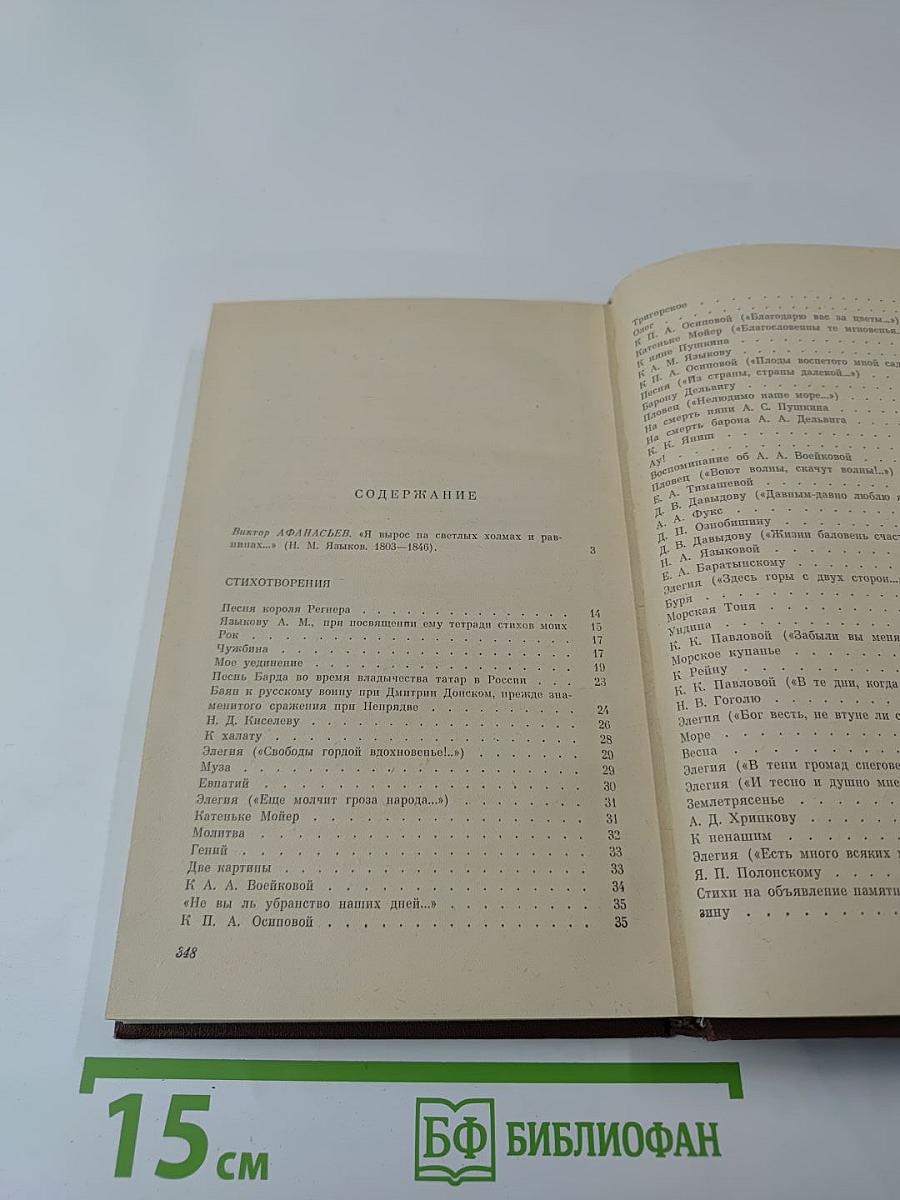 СОДЕРЖАНИЕ
Виктор АФАНАСЬЕВ. «Я вырос на светлых холмах и рав-
нинах...» (Н. М. Языков. 1803—1846). 3
СТИХОТВОРЕНИЯ
Песня короля Регнера . . . . . . . . . . . . . . 14
Языкову А. М., при посвящении ему тетради стихов моих 15
Рок . . . . . . . . . . . . . . . . . . . . 17
Чужбина . . . . . . . . . . . . . . . . . . 17
Мое уединение . . . . . . . . . . . . . . . . 19
Песнь Барда во время владычества татар в России . . . 23
Баян к русскому воину при Дмитрии Донском, прежде зна-
менитого сражения при Непрядве . . . . . . . . . 24
Н. Д. Киселеву . . . . . . . . . . . . . . . . 26
К халату . . . . . . . . . . . . . . . . . . 28
Элегия («Свободы гордой вдохновенье!..») . . . . . . 29
Муза . . . . . . . . . . . . . . . . . . . . 29
Евпатий . . . . . . . . . . . . . . . . . . 30
Элегия («Еще молчит гроза народа...») . . . . . . . 31
Катеньке Мойер . . . . . . . . . . . . . . . . 31
Молитва . . . . . . . . . . . . . . . . . . 32
Гений . . . . . . . . . . . . . . . . . . . 33
Две картины . . . . . . . . . . . . . . . . . 33
К А. А. Воейковой . . . . . . . . . . . . . . . 34
«Не вы ль убранство наших дней...» . . . . . . . . 35
К П. А. Осиповой . . . . . . . . . . . . . . . 35
348
Тригорское . . . . . . . . . .
Олег . . . . . . . . . .
К П. А. Осиповой («Благодарю вас за цветы...»)
Катеньке Мойер («Благословенны те мгновенья..
К няне Пушкина . . . . . . . .
К А. М. Языкову . . . . . . . .
К П. А. Осиповой («Плоды воспетого мной сад
Песня («Из страны, страны далекой...») . . .
Барону Дельвигу . . . . . . . .
Пловец («Нелюдимо наше море...») . . . .
На смерть няни А. С. Пушкина . . . . .
На смерть барона А. А. Дельвига . . . .
К. К. Яниш . . . . . . . . .
Ау! . . . . . . . . . . .
Воспоминание об А. А. Воейковой . . . .
Пловец («Воют волны, скачут волны!..»)
Е. А. Тимашевой . . . . . . . .
Д. В. Давыдову («Давным-давно люблю я
А. А. Фукс . . . . . . . . .
Д. П. Ознобишину . . . . . . .
Д. В. Давыдову («Жизни баловень счаст
Н. А. Языковой . . . . . . . .
Е. А. Баратынскому . . . . . . .
Элегия («Здесь горы с двух сторон...
Буря . . . . . . . . . .
Морская Тоня . . . . . . . .
Ундина . . . . . . . . .
К. К. Павловой («Забыли вы меня
Морское купанье . . . . . . .
К Рейну . . . . . . . . .
К. К. Павловой («В те дни, когда
Н. В. Гоголю . . . . . . . .
Элегия («Бог весть, не втуне ли с
Море . . . . . . . . . .
Весна . . . . . . . . . .
Элегия («В тени громад снегове
Элегия («И тесно и душно мне
Землетрясенье . . . . . . .
А. Д. Хрипкову . . . . . . .
К ненашим . . . . . . . .
Элегия («Есть много всяких м
Я. П. Полонскому . . . . . .
Стихи на объявление памятн
зину . . . . . . . . .
15 см
БФ БИБЛИОФАН